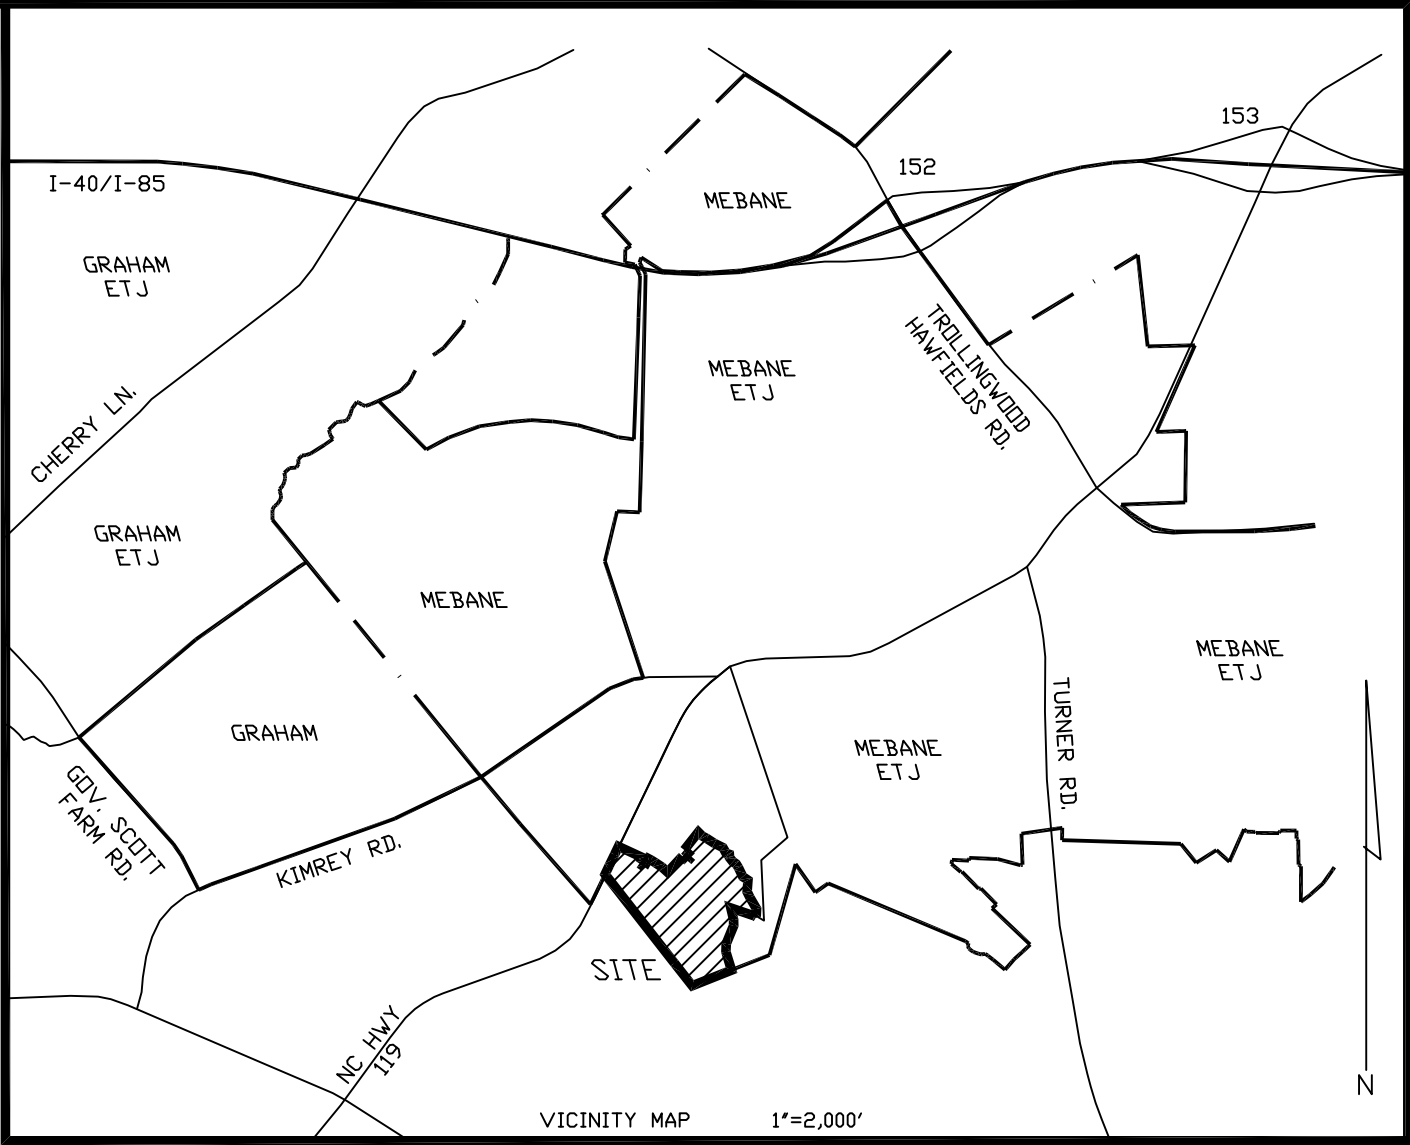 153
152
I-40/I-85
MEBANE
GRAHAM
ETJ
TROLLINGWOOD
HAWFIELDS RD.
MEBANE
ETJ
CHERRY LN.
GRAHAM
ETJ
MEBANE
MEBANE
ETJ
TURNER RD.
GRAHAM
MEBANE
ETJ
GOV. SCOTT
FARM RD.
KIMREY RD.
SITE
NC HWY
119
N
VICINITY MAP 1"=2,000'